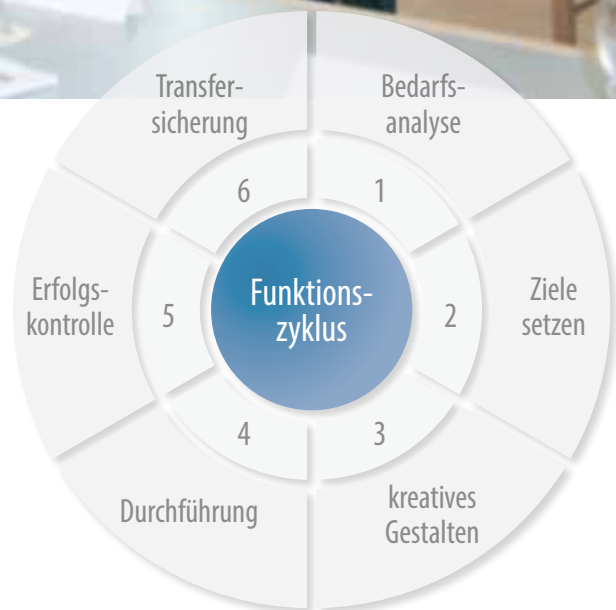 Transfer-
sicherung
Bedarfs-
analyse
6
1
Erfolgs-
kontrolle
5
Funktions-
zyklus
2
Ziele
setzen
4
3
Durchführung
kreatives
Gestalten